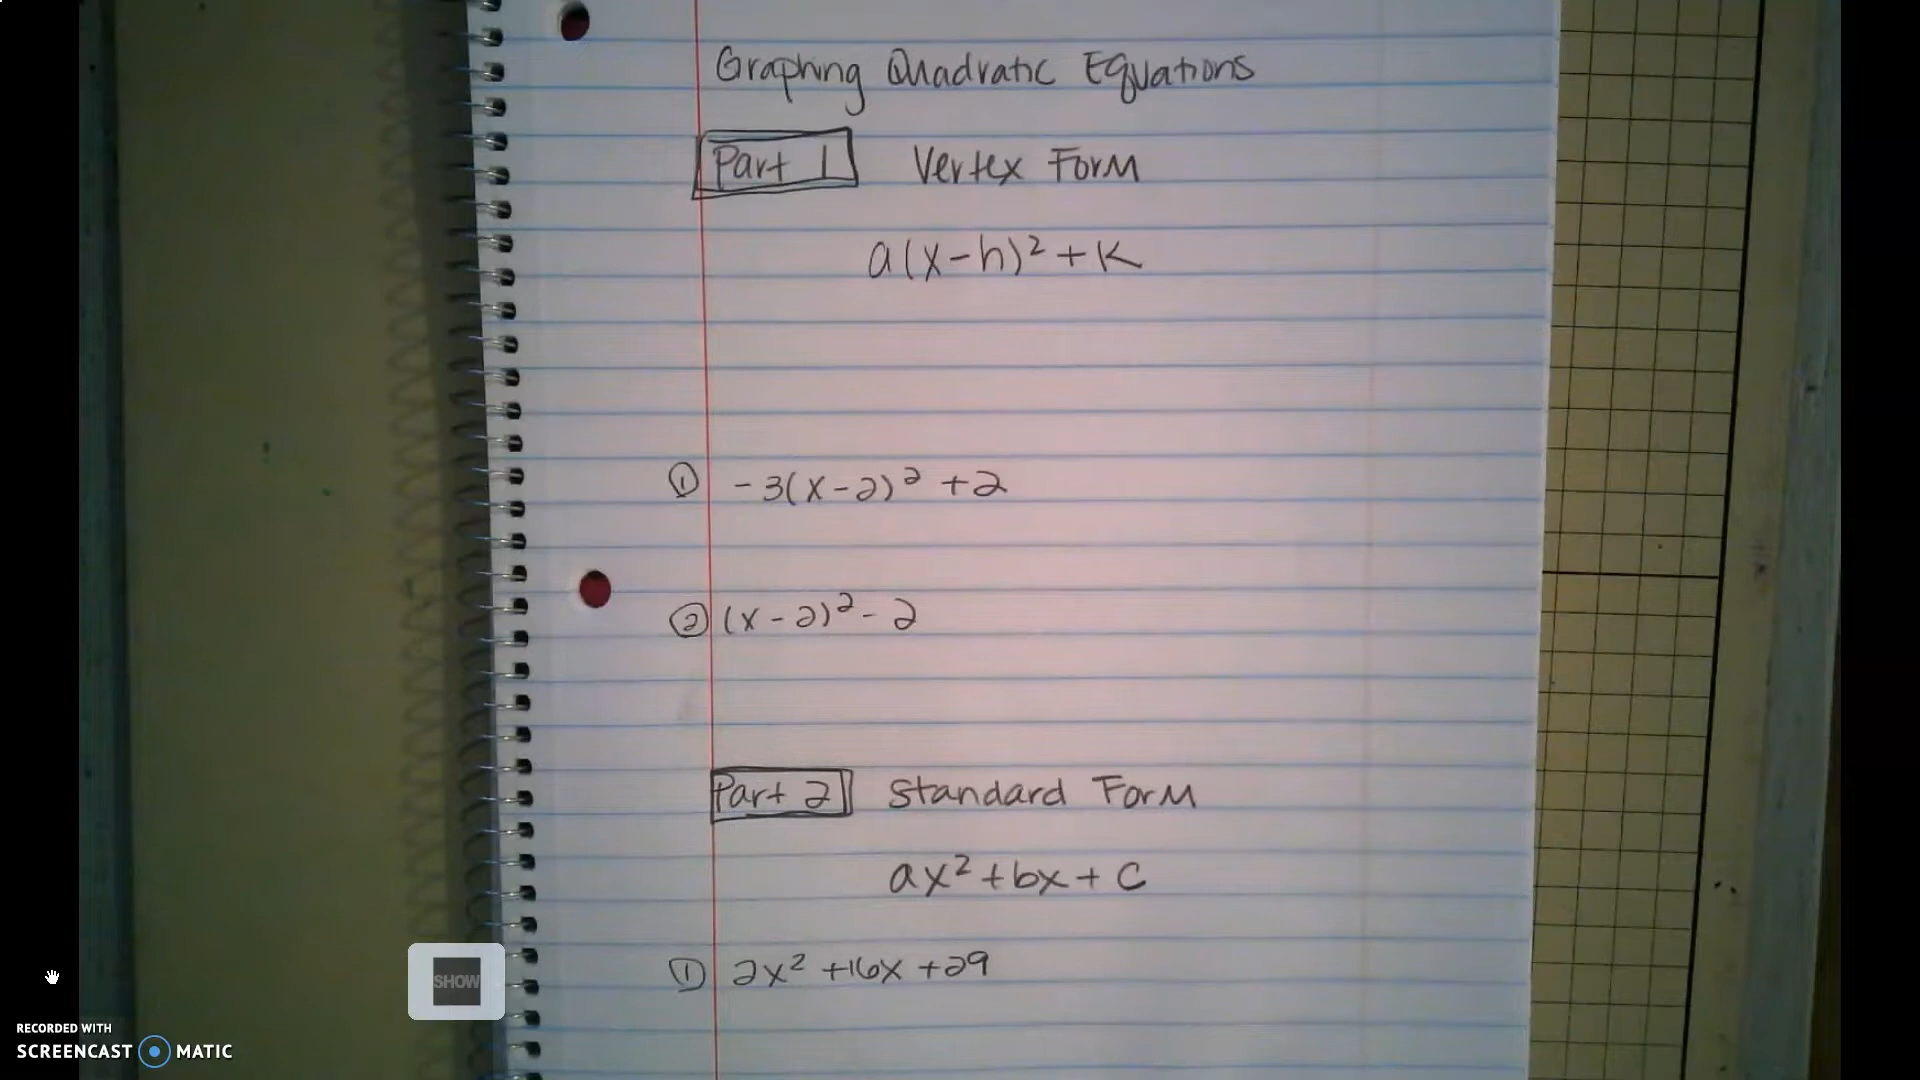 Graphing Quadratic Equations
Part 1 Vertex Form
a(x-h)² + k
① -3(x-2)² +2
② (x-2)² - 2
Part 2 Standard Form
ax² + bx + c
① 2x² +16x +29
SHOW
RECORDED WITH
SCREENCAST MATIC